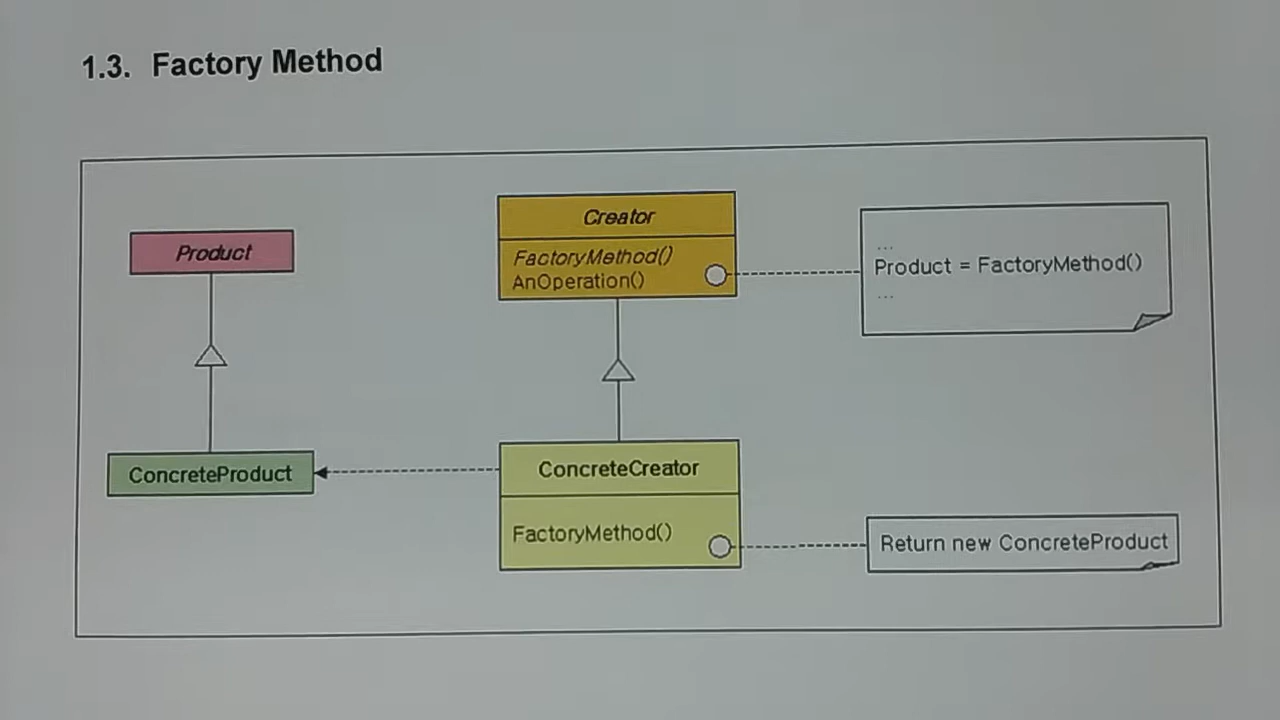 1.3. Factory Method
Product
Creator
FactoryMethod()
AnOperation()
...
Product = FactoryMethod()
...
ConcreteProduct
ConcreteCreator
FactoryMethod()
Return new ConcreteProduct